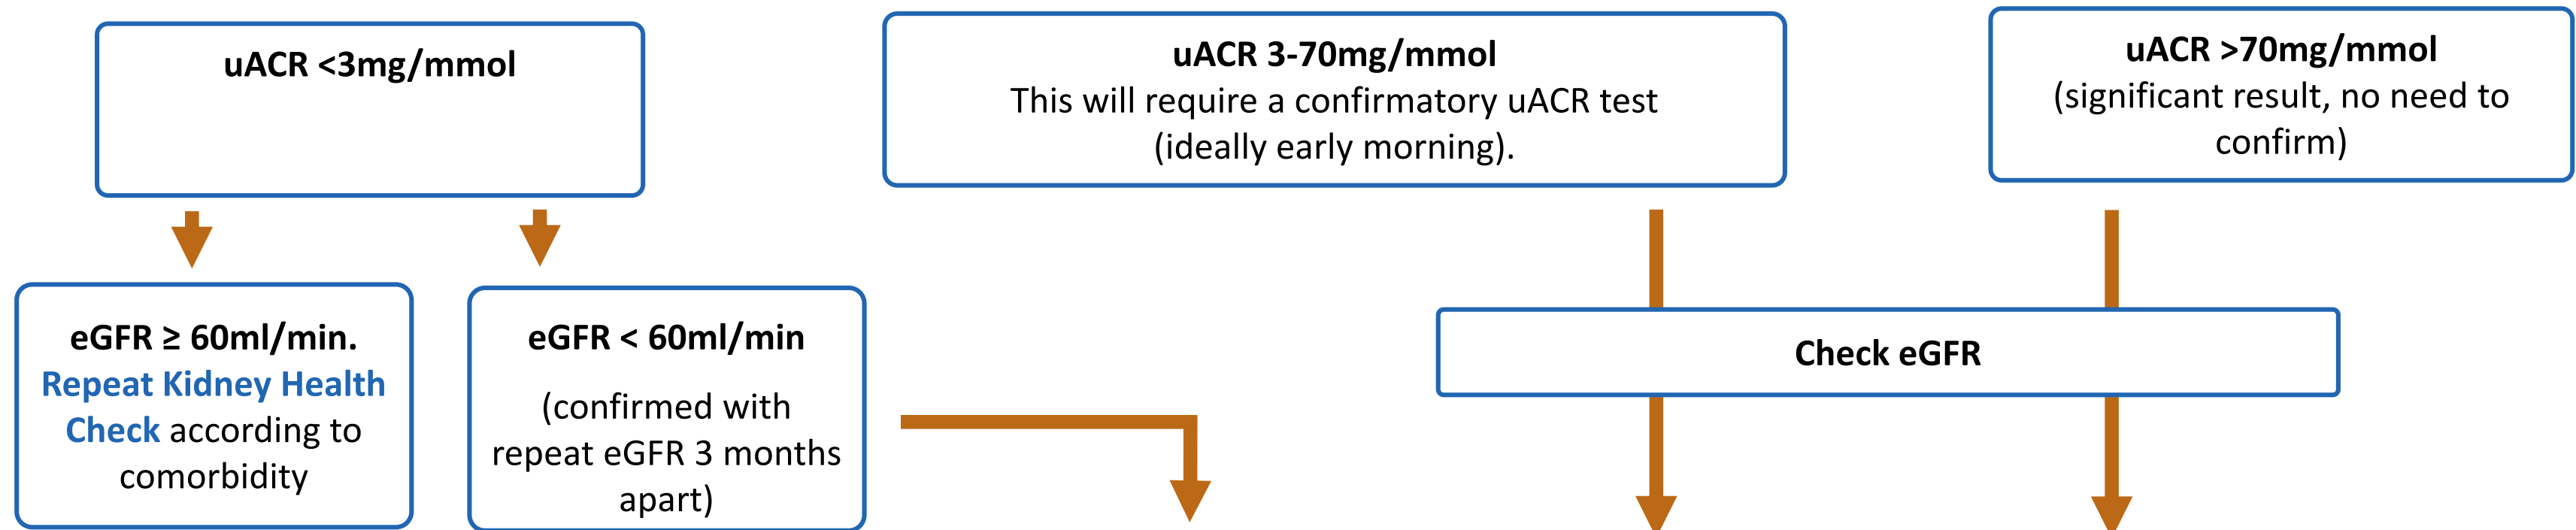 uACR <3mg/mmol
uACR 3-70mg/mmol
This will require a confirmatory uACR test
(ideally early morning).
uACR >70mg/mmol
(significant result, no need to
confirm)
eGFR ≥ 60ml/min.
Repeat Kidney Health
Check according to
comorbidity
eGFR < 60ml/min
(confirmed with
repeat eGFR 3 months
apart)
Check eGFR